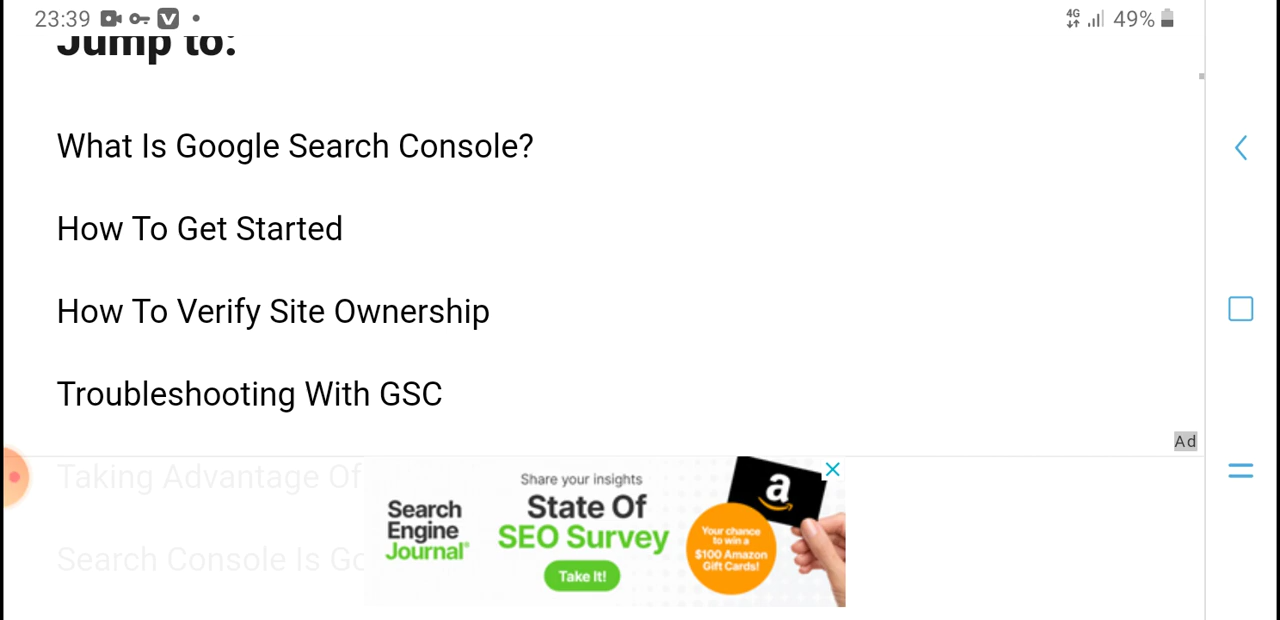 23:39
4G
49%
Jump to:
What Is Google Search Console?
How To Get Started
How To Verify Site Ownership
Troubleshooting With GSC
Ad
Taking Advantage Of
Search Console Is Go
Search
Engine
Journal
Share your insights
State Of
SEO Survey
Take It!
a
Your chance
to win a
$100 Amazon
Gift Cards!